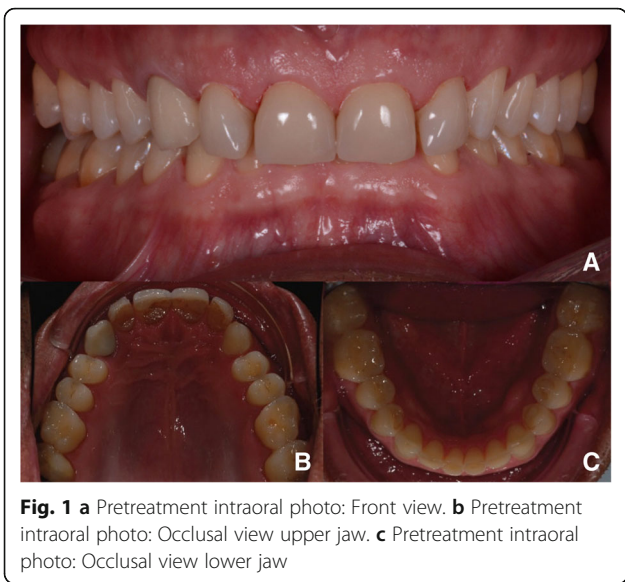 A
B
C
Fig. 1 a Pretreatment intraoral photo: Front view. b Pretreatment
intraoral photo: Occlusal view upper jaw. c Pretreatment intraoral
photo: Occlusal view lower jaw